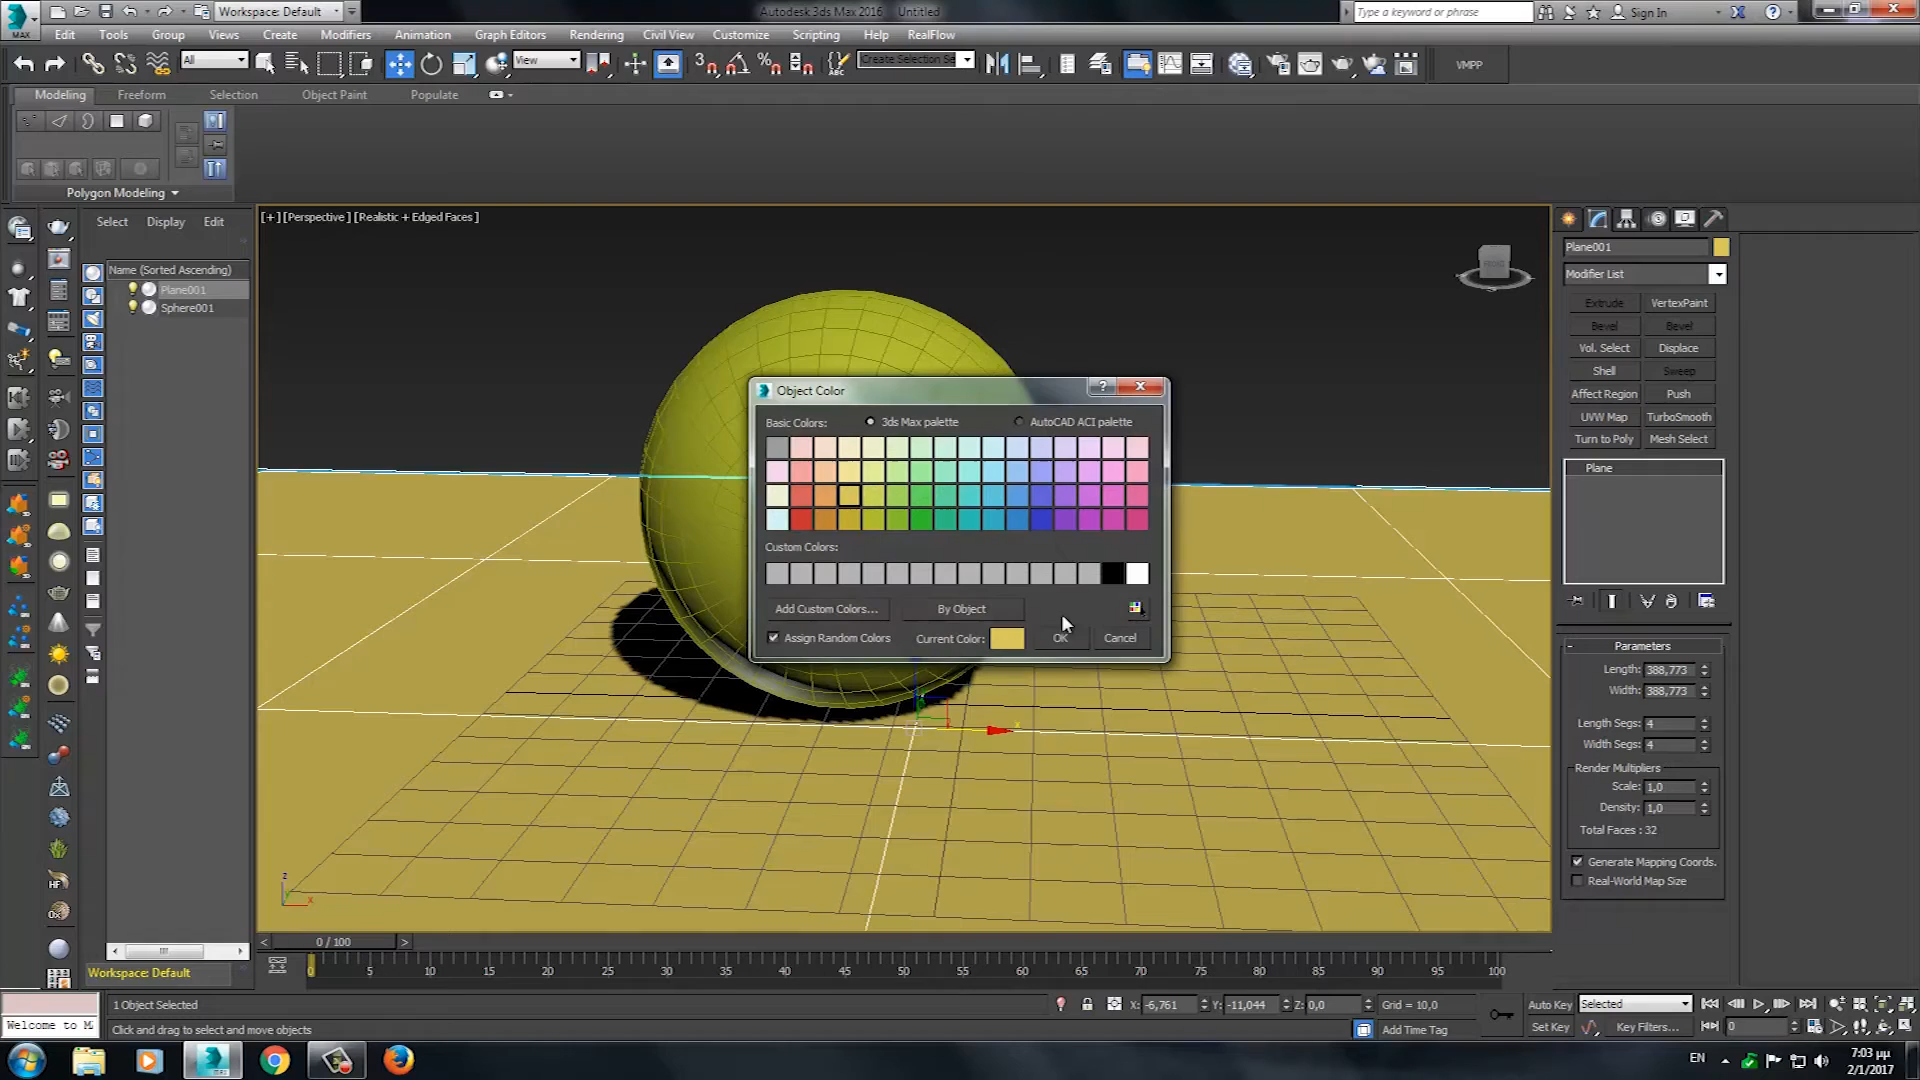 Workspace: Default
Autodesk 3ds Max 2016
Untitled
Type a keyword or phrase
Sign In
MAX
Edit
Tools
Group
Views
Create
Modifiers
Animation
Graph Editors
Rendering
Civil View
Customize
Scripting
Help
RealFlow
All
View
Create Selection Se
VMPP
Modeling
Freeform
Selection
Object Paint
Populate
Polygon Modeling
Select
Display
Edit
[+] [Perspective] [Realistic + Edged Faces]
Name (Sorted Ascending)
Plane001
Sphere001
Object Color
Basic Colors:
3ds Max palette
AutoCAD ACI palette
Custom Colors:
Add Custom Colors...
By Object
Assign Random Colors
Current Color:
OK
Cancel
Plane001
Modifier List
Extrude
VertexPaint
Bevel
Bevel
Vol. Select
Displace
Shell
Sweep
Affect Region
Push
UVW Map
TurboSmooth
Turn to Poly
Mesh Select
Plane
Parameters
Length: 388,773
Width: 388,773
Length Segs: 4
Width Segs: 4
Render Multipliers
Scale: 1,0
Density: 1,0
Total Faces : 32
Generate Mapping Coords.
Real-World Map Size
z
x
x
HF
Ox
0 / 100
Workspace: Default
5 10 15 20 25 30 35 40 45 50 55 60 65 70 75 80 85 90 95 100
1 Object Selected
X: -6,761
Y: -11,044
Z: 0,0
Grid = 10,0
Auto Key
Selected
Welcome to M
Click and drag to select and move objects
Add Time Tag
Set Key
Key Filters...
0
EN
7:03 μμ
2/1/2017